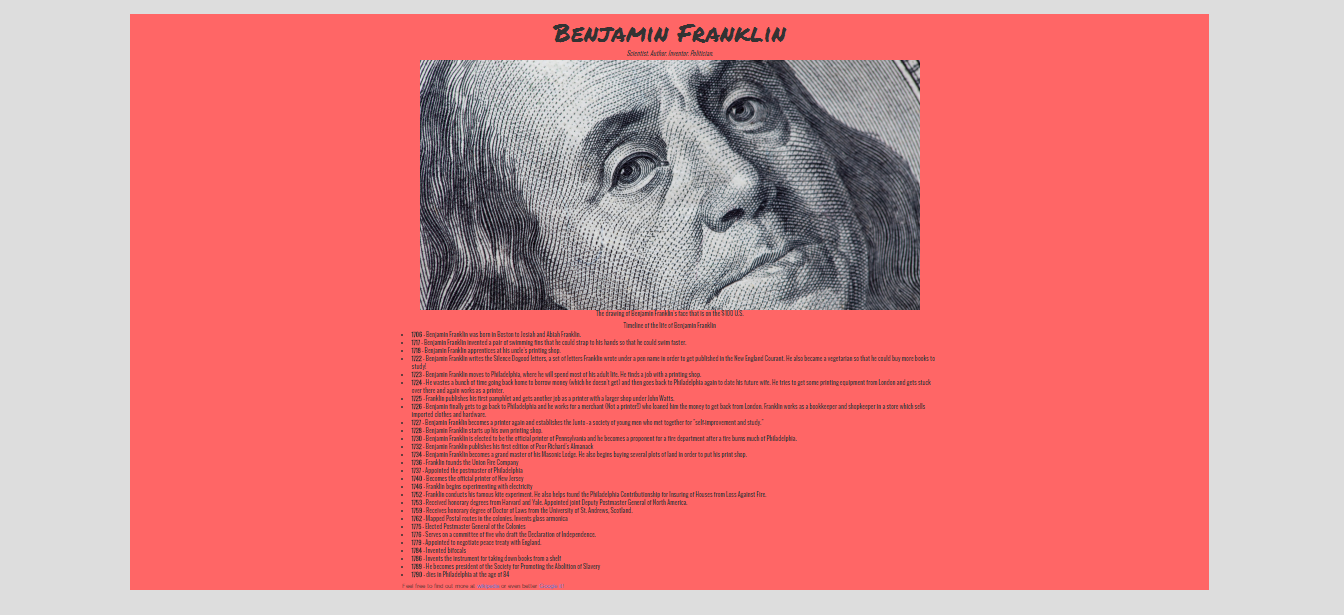 Benjamin Franklin
Scientist. Author. Inventor. Politician.
The drawing of Benjamin Franklin's face that is on the $100 U.S.
Timeline of the life of Benjamin Franklin
1706 - Benjamin Franklin was born in Boston to Josiah and Abiah Franklin.
1717 - Benjamin Franklin invented a pair of swimming fins that he could strap to his hands so that he could swim faster.
1718 - Benjamin Franklin apprentices at his uncle's printing shop.
1722 - Benjamin Franklin writes the Silence Dogood letters, a set of letters Franklin wrote under a pen name in order to get published in the New England Courant. He also became a vegetarian so that he could buy more books to
study!
1723 - Benjamin Franklin moves to Philadelphia, where he will spend most of his adult life. He finds a job with a printing shop.
1724 - He wastes a bunch of time going back home to borrow money (which he doesn't get) and then goes back to Philadelphia again to date his future wife. He tries to get some printing equipment from London and gets stuck
over there and again works as a printer.
1725 - Franklin publishes his first pamphlet and gets another job as a printer with a larger shop under John Watts.
1726 - Benjamin finally gets to go back to Philadelphia and he works for a merchant (Not a printer!) who loaned him the money to get back from London. Franklin works as a bookkeeper and shopkeeper in a store which sells
imported clothes and hardware.
1727 - Benjamin Franklin becomes a printer again and establishes the Junto - a society of young men who met together for "self-improvement and study."
1728 - Benjamin Franklin starts up his own printing shop.
1730 - Benjamin Franklin is elected to be the official printer of Pennsylvania and he becomes a proponent for a fire department after a fire burns much of Philadelphia.
1732 - Benjamin Franklin publishes his first edition of Poor Richard's Almanack
1734 - Benjamin Franklin becomes a grand master of his Masonic Lodge. He also begins buying several plots of land in order to put his print shop.
1736 - Franklin founds the Union Fire Company
1737 - Appointed the postmaster of Philadelphia
1740 - Becomes the official printer of New Jersey
1746 - Franklin begins experimenting with electricity
1752 - Franklin conducts his famous kite experiment. He also helps found the Philadelphia Contributionship for Insuring of Houses from Loss Against Fire.
1753 - Received honorary degrees from Harvard and Yale. Appointed joint Deputy Postmaster General of North America.
1759 - Receives honorary degree of Doctor of Laws from the University of St. Andrews, Scotland.
1762 - Mapped Postal routes in the colonies. Invents glass armonica
1775 - Elected Postmaster General of the Colonies
1776 - Serves on a committee of five who draft the Declaration of Independence.
1779 - Appointed to negotiate peace treaty with England.
1784 - Invented bifocals
1786 - Invents the instrument for taking down books from a shelf
1789 - He becomes president of the Society for Promoting the Abolition of Slavery
1790 - dies in Philadelphia at the age of 84
Feel free to find out more at Wikipedia or even better